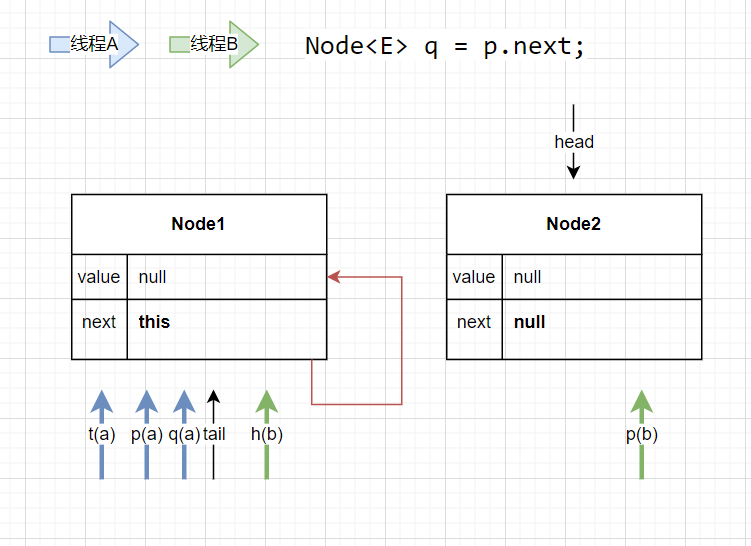 线程A 线程B Node<E> q = p.next;
head
Node1 Node2
value null value null
next this next null
t(a) p(a) q(a) tail h(b) p(b)